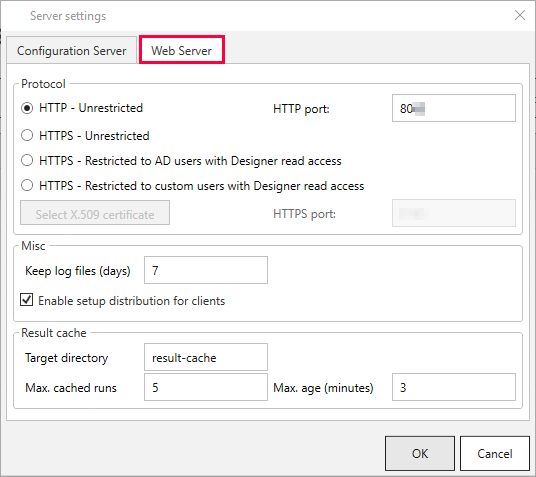 Server settings
Configuration Server Web Server
Protocol
HTTP - Unrestricted HTTP port: 80
HTTPS - Unrestricted
HTTPS - Restricted to AD users with Designer read access
HTTPS - Restricted to custom users with Designer read access
Select X.509 certificate HTTPS port:
Misc
Keep log files (days) 7
Enable setup distribution for clients
Result cache
Target directory result-cache
Max. cached runs 5 Max. age (minutes) 3
OK Cancel